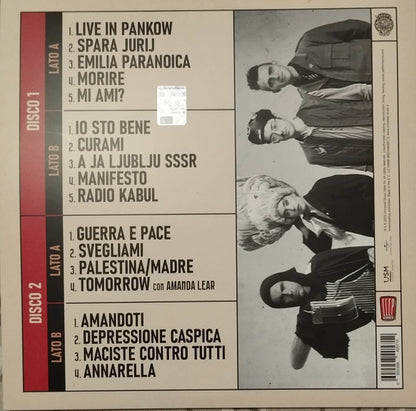 DISCO 1
LATO A
1. LIVE IN PANKOW
2. SPARA JURIJ
3. EMILIA PARANOICA
4. MORIRE
5. MI AMI?
LATO B
1. IO STO BENE
2. CURAMI
3. A JA LJUBLJU SSSR
4. MANIFESTO
5. RADIO KABUL
DISCO 2
LATO A
1. GUERRA E PACE
2. SVEGLIAMI
3. PALESTINA/MADRE
4. TOMORROW CON AMANDA LEAR
LATO B
1. AMANDOTI
2. DEPRESSIONE CASPICA
3. MACISTE CONTRO TUTTI
4. ANNARELLA
USM